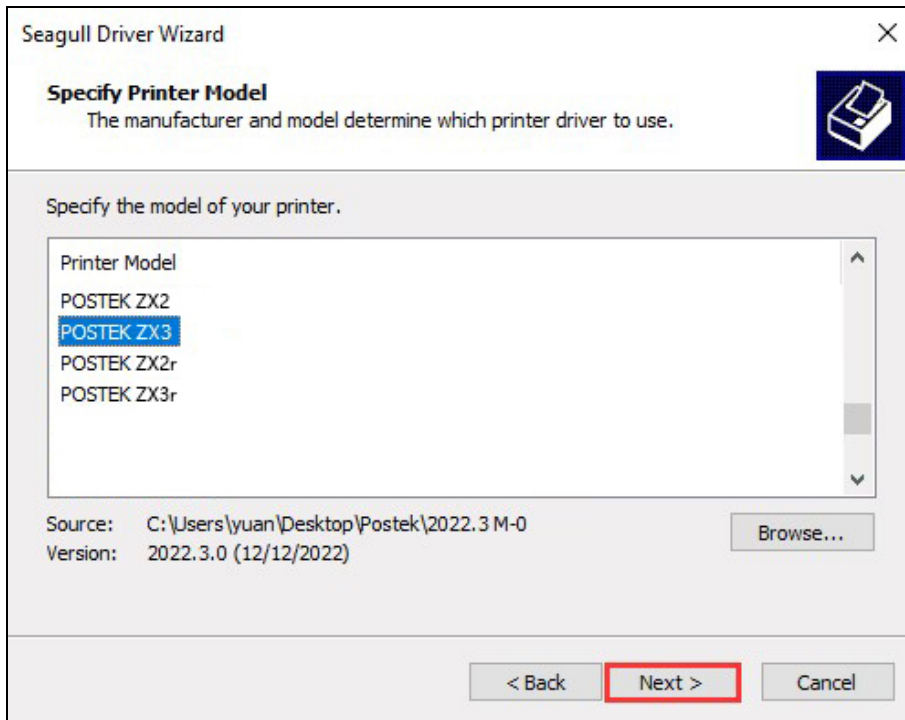 Seagull Driver Wizard
Specify Printer Model
The manufacturer and model determine which printer driver to use.
Specify the model of your printer.
Printer Model
POSTEK ZX2
POSTEK ZX3
POSTEK ZX2r
POSTEK ZX3r
Source: C:\Users\yuan\Desktop\Postek\2022.3 M-0
Version: 2022.3.0 (12/12/2022)
Browse...
< Back Next > Cancel